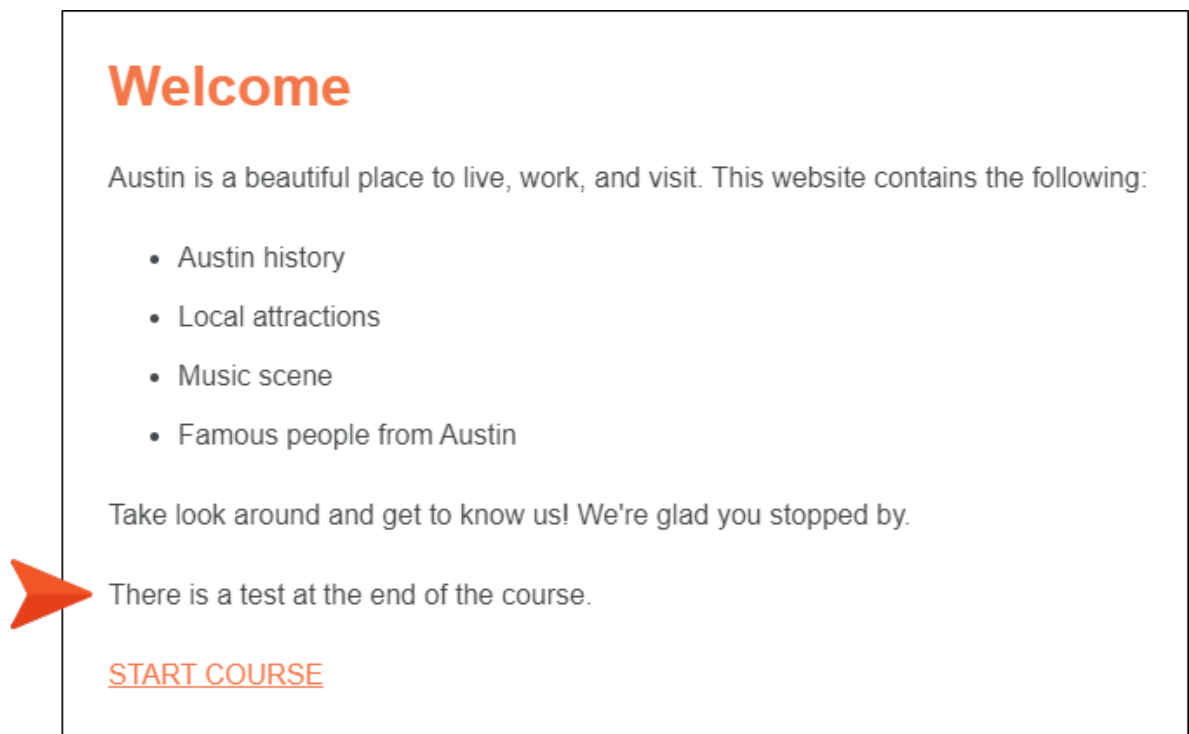 Welcome
Austin is a beautiful place to live, work, and visit. This website contains the following:
• Austin history
• Local attractions
• Music scene
• Famous people from Austin
Take look around and get to know us! We're glad you stopped by.
There is a test at the end of the course.
START COURSE